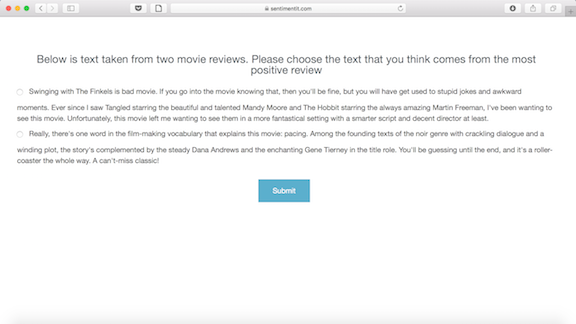 sentimentit.com
Below is text taken from two movie reviews. Please choose the text that you think comes from the most
positive review
Swinging with The Finkels is bad movie. If you go into the movie knowing that, then you'll be fine, but you will have get used to stupid jokes and awkward
moments. Ever since I saw Tangled starring the beautiful and talented Mandy Moore and The Hobbit starring the always amazing Martin Freeman, I've been wanting to
see this movie. Unfortunately, this movie left me wanting to see them in a more fantastical setting with a smarter script and decent director at least.
Really, there's one word in the film-making vocabulary that explains this movie: pacing. Among the founding texts of the noir genre with crackling dialogue and a
winding plot, the story's complemented by the steady Dana Andrews and the enchanting Gene Tierney in the title role. You'll be guessing until the end, and it's a roller-
coaster the whole way. A can't-miss classic!
Submit